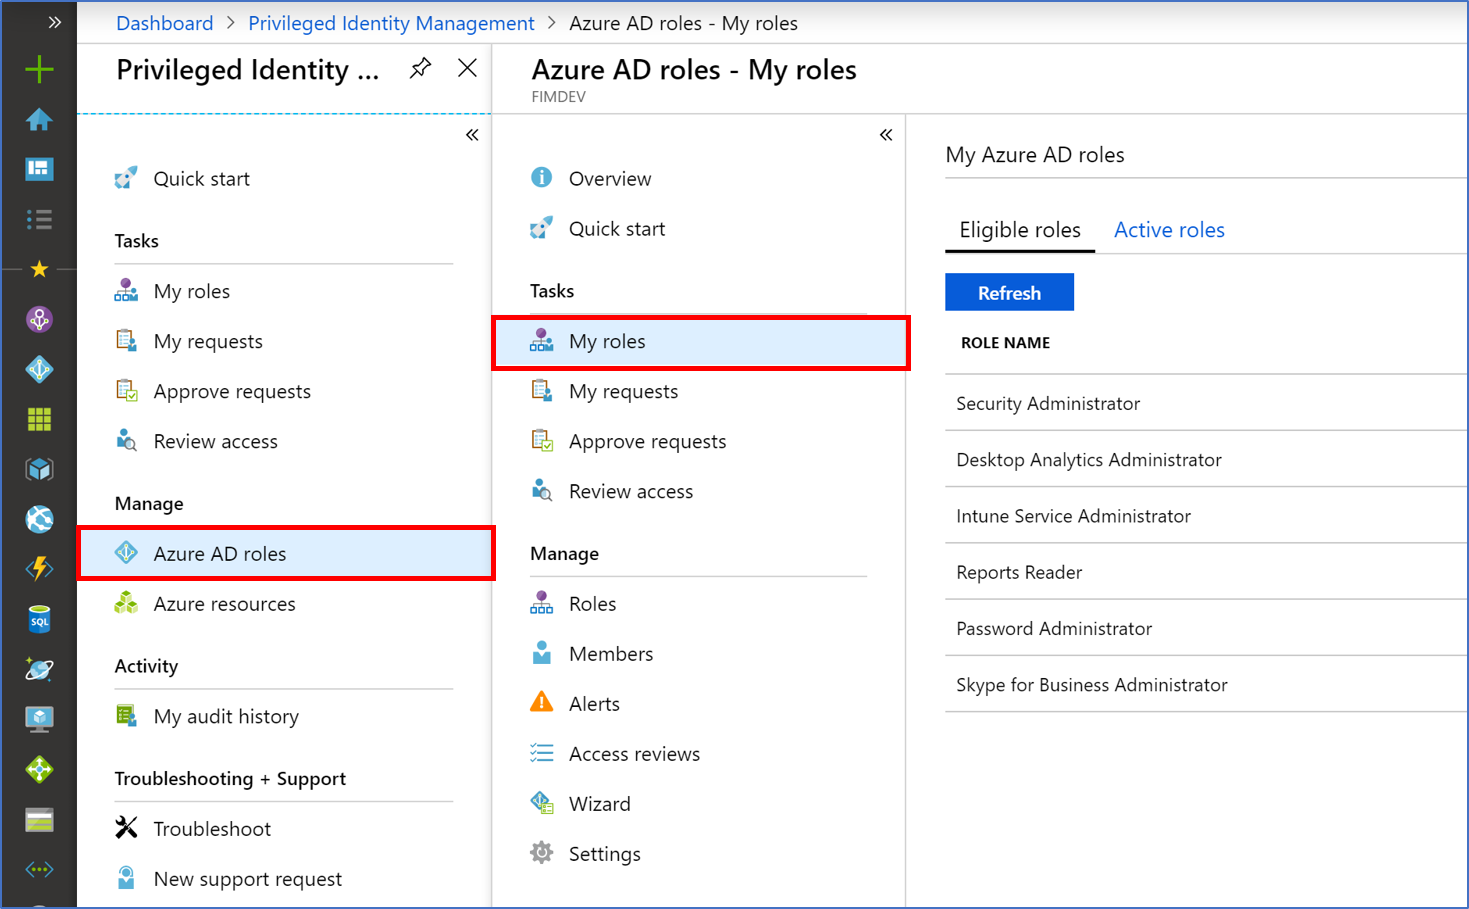 Dashboard > Privileged Identity Management > Azure AD roles - My roles
Privileged Identity ...
Quick start
Tasks
My roles
My requests
Approve requests
Review access
Manage
Azure AD roles
Azure resources
Activity
My audit history
Troubleshooting + Support
Troubleshoot
New support request
Azure AD roles - My roles
FIMDEV
Overview
Quick start
Tasks
My roles
My requests
Approve requests
Review access
Manage
Roles
Members
Alerts
Access reviews
Wizard
Settings
My Azure AD roles
Eligible roles
Active roles
Refresh
ROLE NAME
Security Administrator
Desktop Analytics Administrator
Intune Service Administrator
Reports Reader
Password Administrator
Skype for Business Administrator
SQL